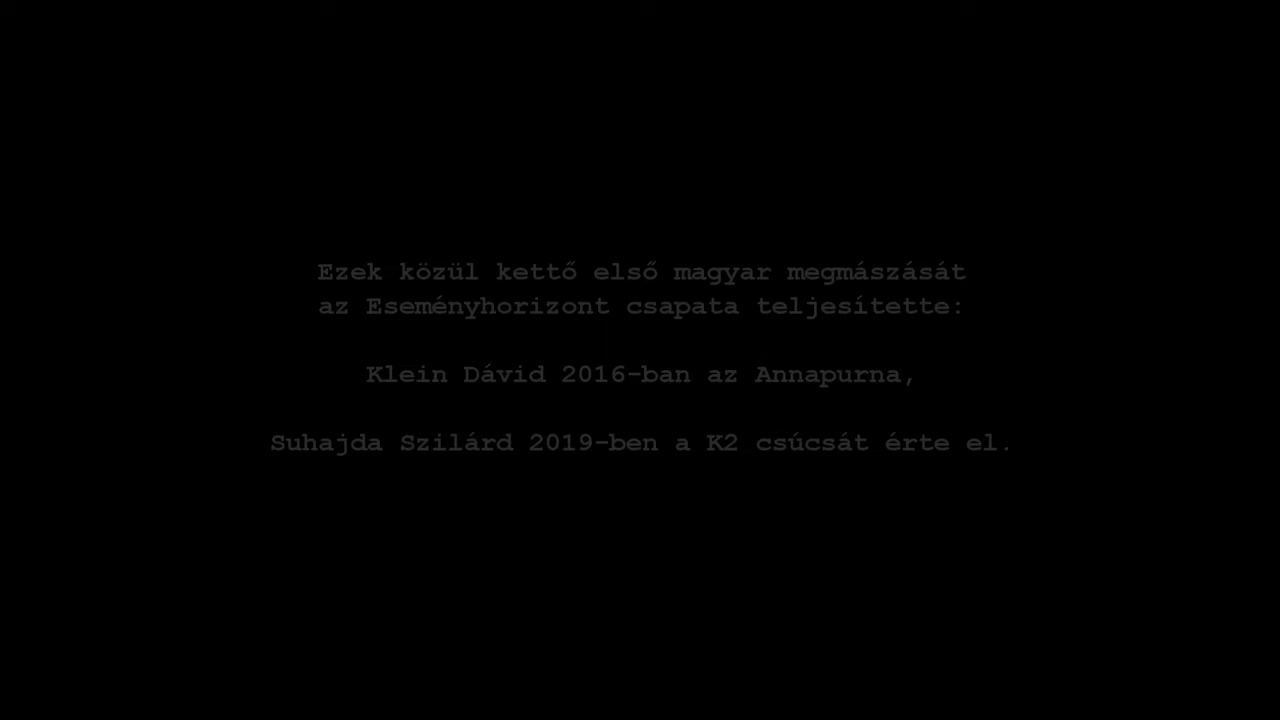 Ezek közül kettő első magyar megmászását
az Eseményhorizont csapata teljesítette:
Klein Dávid 2016-ban az Annapurna,
Suhajda Szilárd 2019-ben a K2 csúcsát érte el.